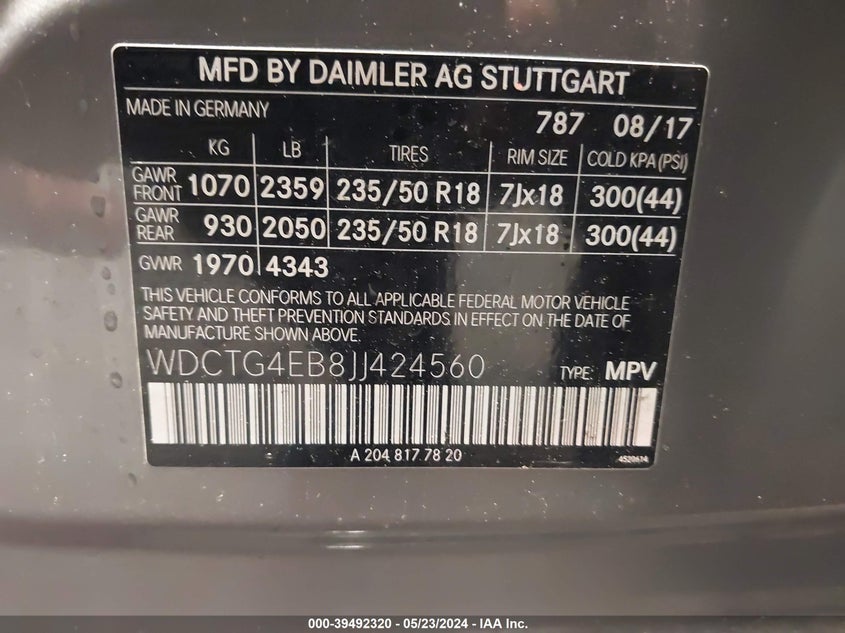 MFD BY DAIMLER AG STUTTGART
MADE IN GERMANY
787 08/17
KG LB TIRES RIM SIZE COLD KPA (PSI)
GAWR FRONT 1070 2359 235/50 R18 7Jx18 300(44)
GAWR REAR 930 2050 235/50 R18 7Jx18 300(44)
GVWR 1970 4343
THIS VEHICLE CONFORMS TO ALL APPLICABLE FEDERAL MOTOR VEHICLE
SAFETY AND THEFT PREVENTION STANDARDS IN EFFECT ON THE DATE OF
MANUFACTURE SHOWN ABOVE.
WDCTG4EB8JJ424560 TYPE: MPV
A 204 817 78 20
4520614
000-39492320 - 05/23/2024 - IAA Inc.